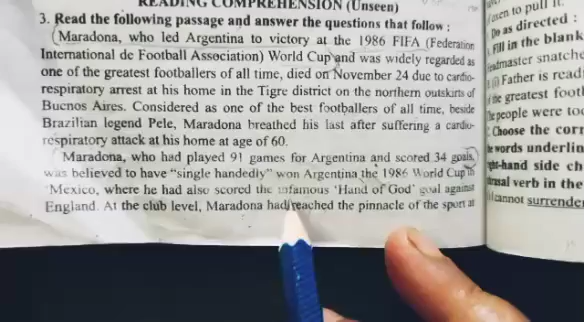 READING COMPREHENSION (Unseen)
3. Read the following passage and answer the questions that follow :
Maradona, who led Argentina to victory at the 1986 FIFA (Federation
International de Football Association) World Cup and was widely regarded as
one of the greatest footballers of all time, died on November 24 due to cardio-
respiratory arrest at his home in the Tigre district on the northern outskirts of
Buenos Aires. Considered as one of the best footballers of all time, beside
Brazilian legend Pele, Maradona breathed his last after suffering a cardio-
respiratory attack at his home at age of 60.
Maradona, who had played 91 games for Argentina and scored 34 goals,
was believed to have "single handedly" won Argentina the 1986 World Cup in
Mexico, where he had also scored the infamous 'Hand of God' goal against
England. At the club level, Maradona had reached the pinnacle of the sport at
to pull it.
Do as directed :
Fill in the blank
snatche
Father is read
greatest foot
people were too
Choose the corr
words underlin
hand side ch
verb in the
cannot surrender